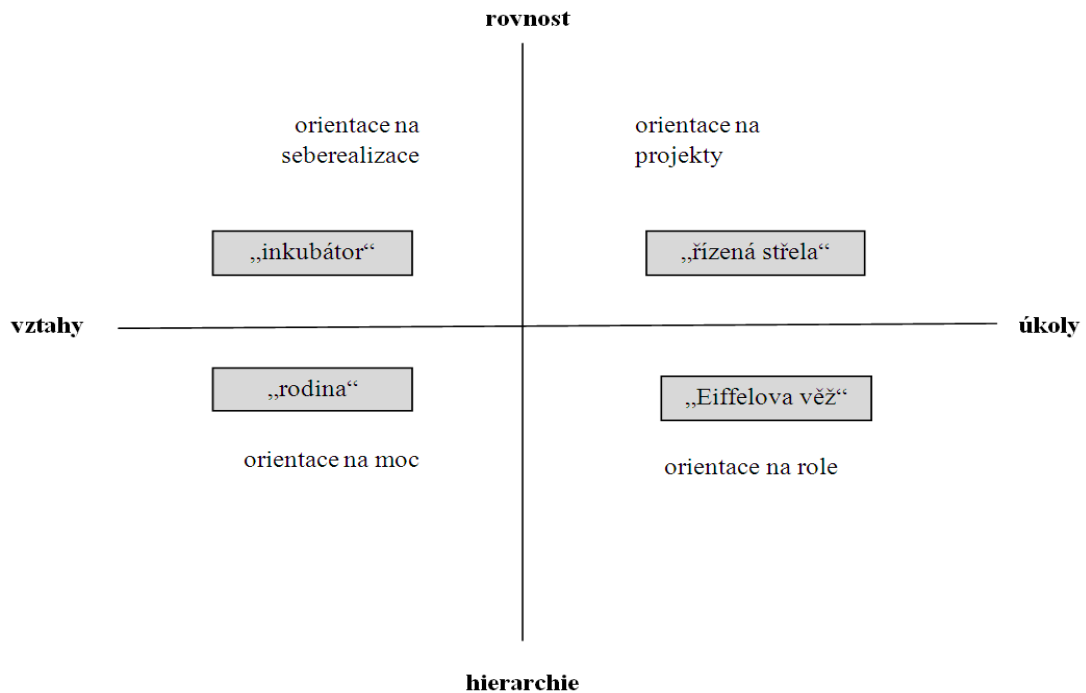 rovnost
orientace na
seberealizace
orientace na
projekty
„inkubátor“
„řízená střela“
vztahy
úkoly
„rodina“
„Eiffelova věž“
orientace na moc
orientace na role
hierarchie